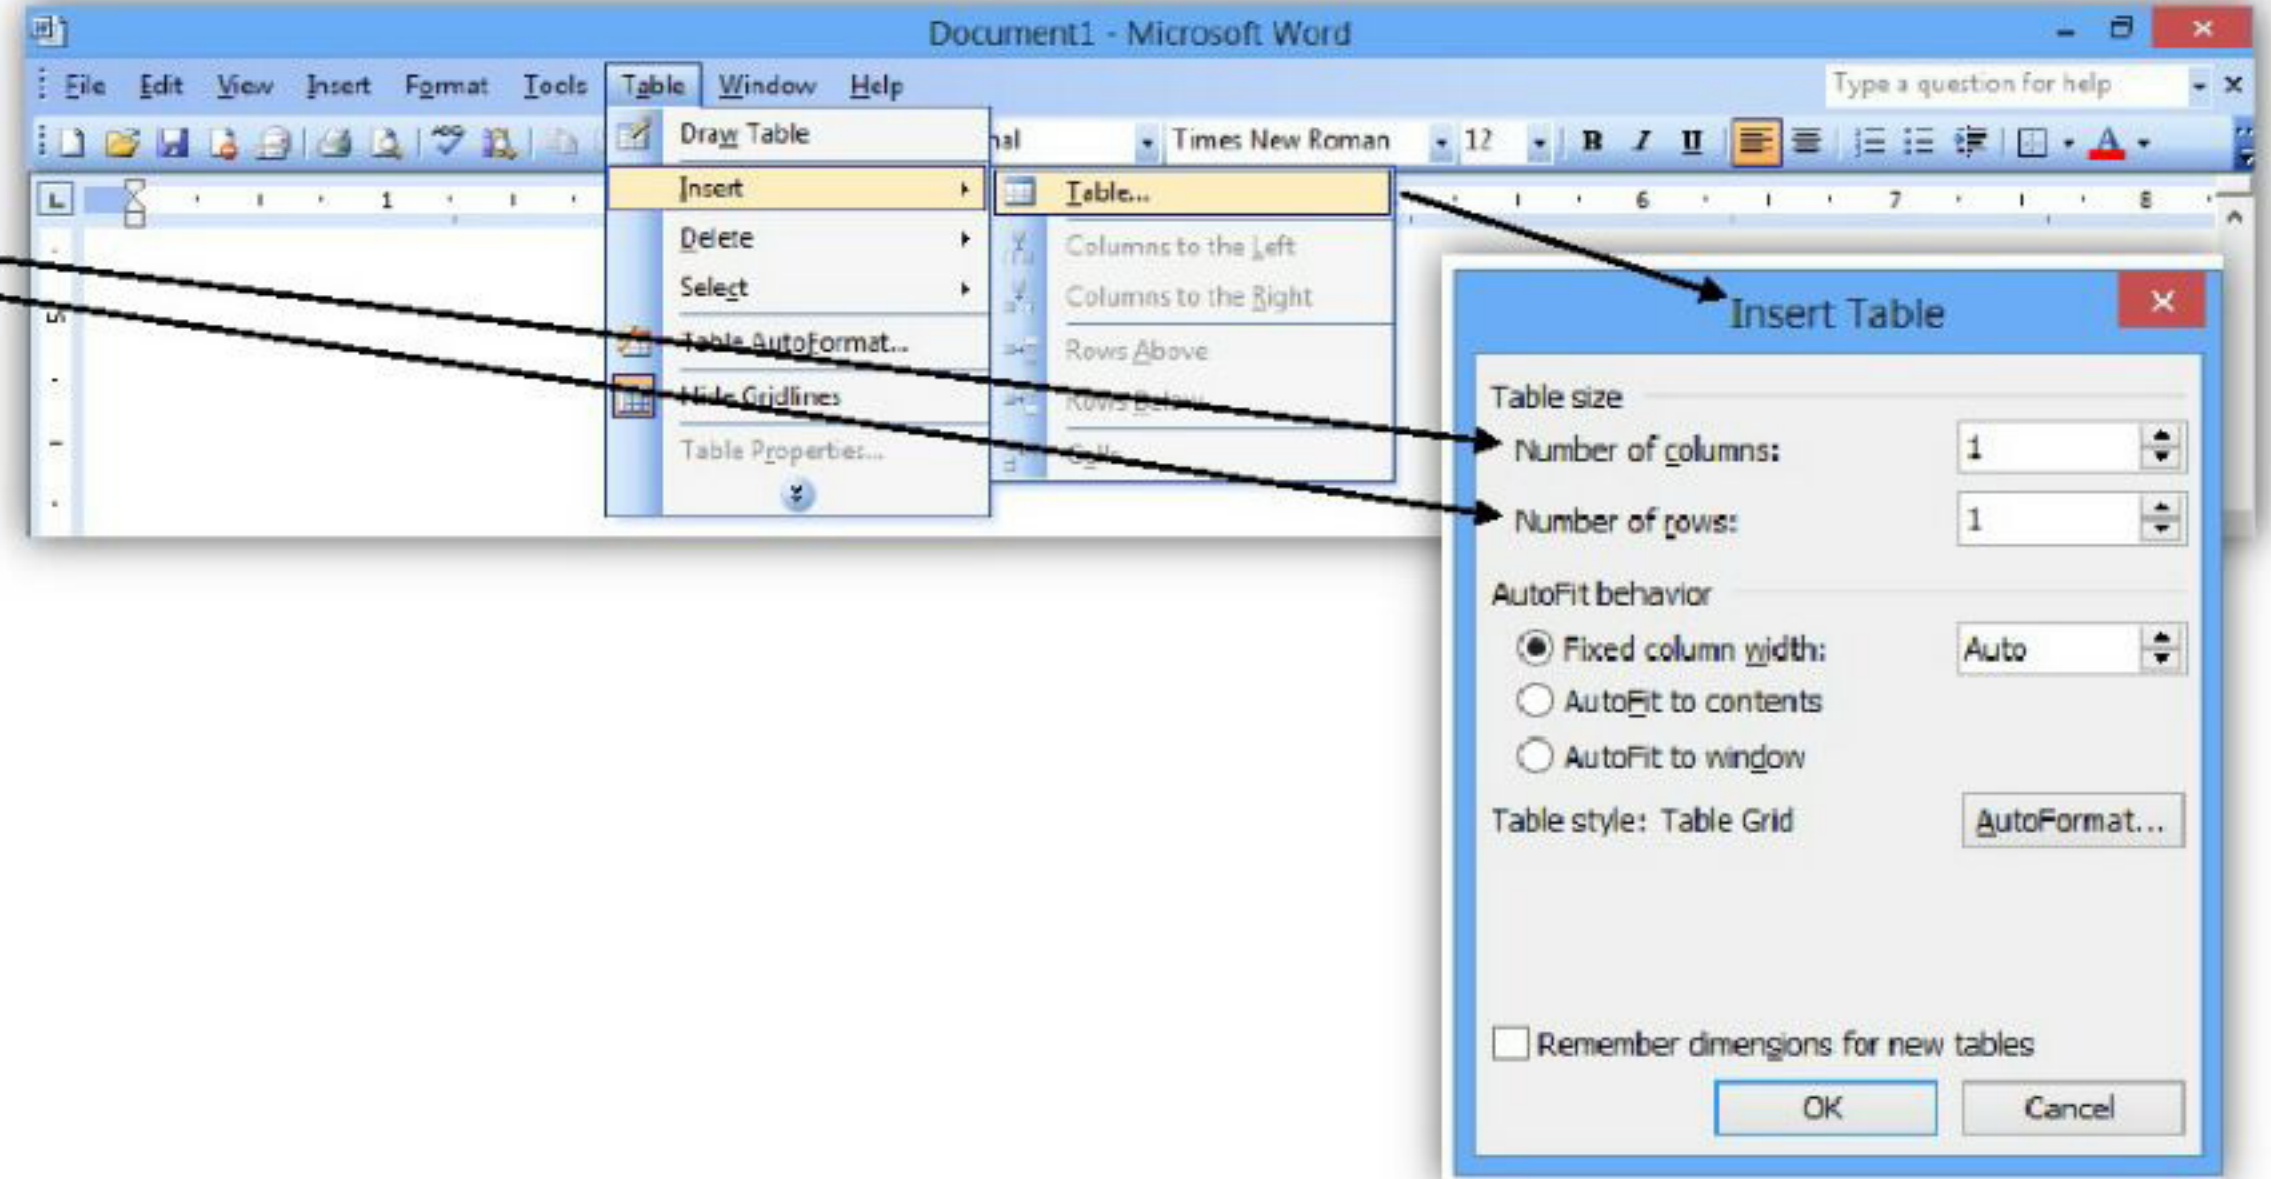 Document1 - Microsoft Word
File Edit View Insert Format Tools Table Window Help Type a question for help
Times New Roman 12 B I U A
1 6 7 8
Draw Table
Insert
Delete
Select
Table AutoFormat...
Hide Gridlines
Table Properties...
Table...
Columns to the Left
Columns to the Right
Rows Above
Rows Below
Cells...
Insert Table
Table size
Number of columns: 1
Number of rows: 1
AutoFit behavior
Fixed column width: Auto
AutoFit to contents
AutoFit to window
Table style: Table Grid AutoFormat...
Remember dimensions for new tables
OK Cancel